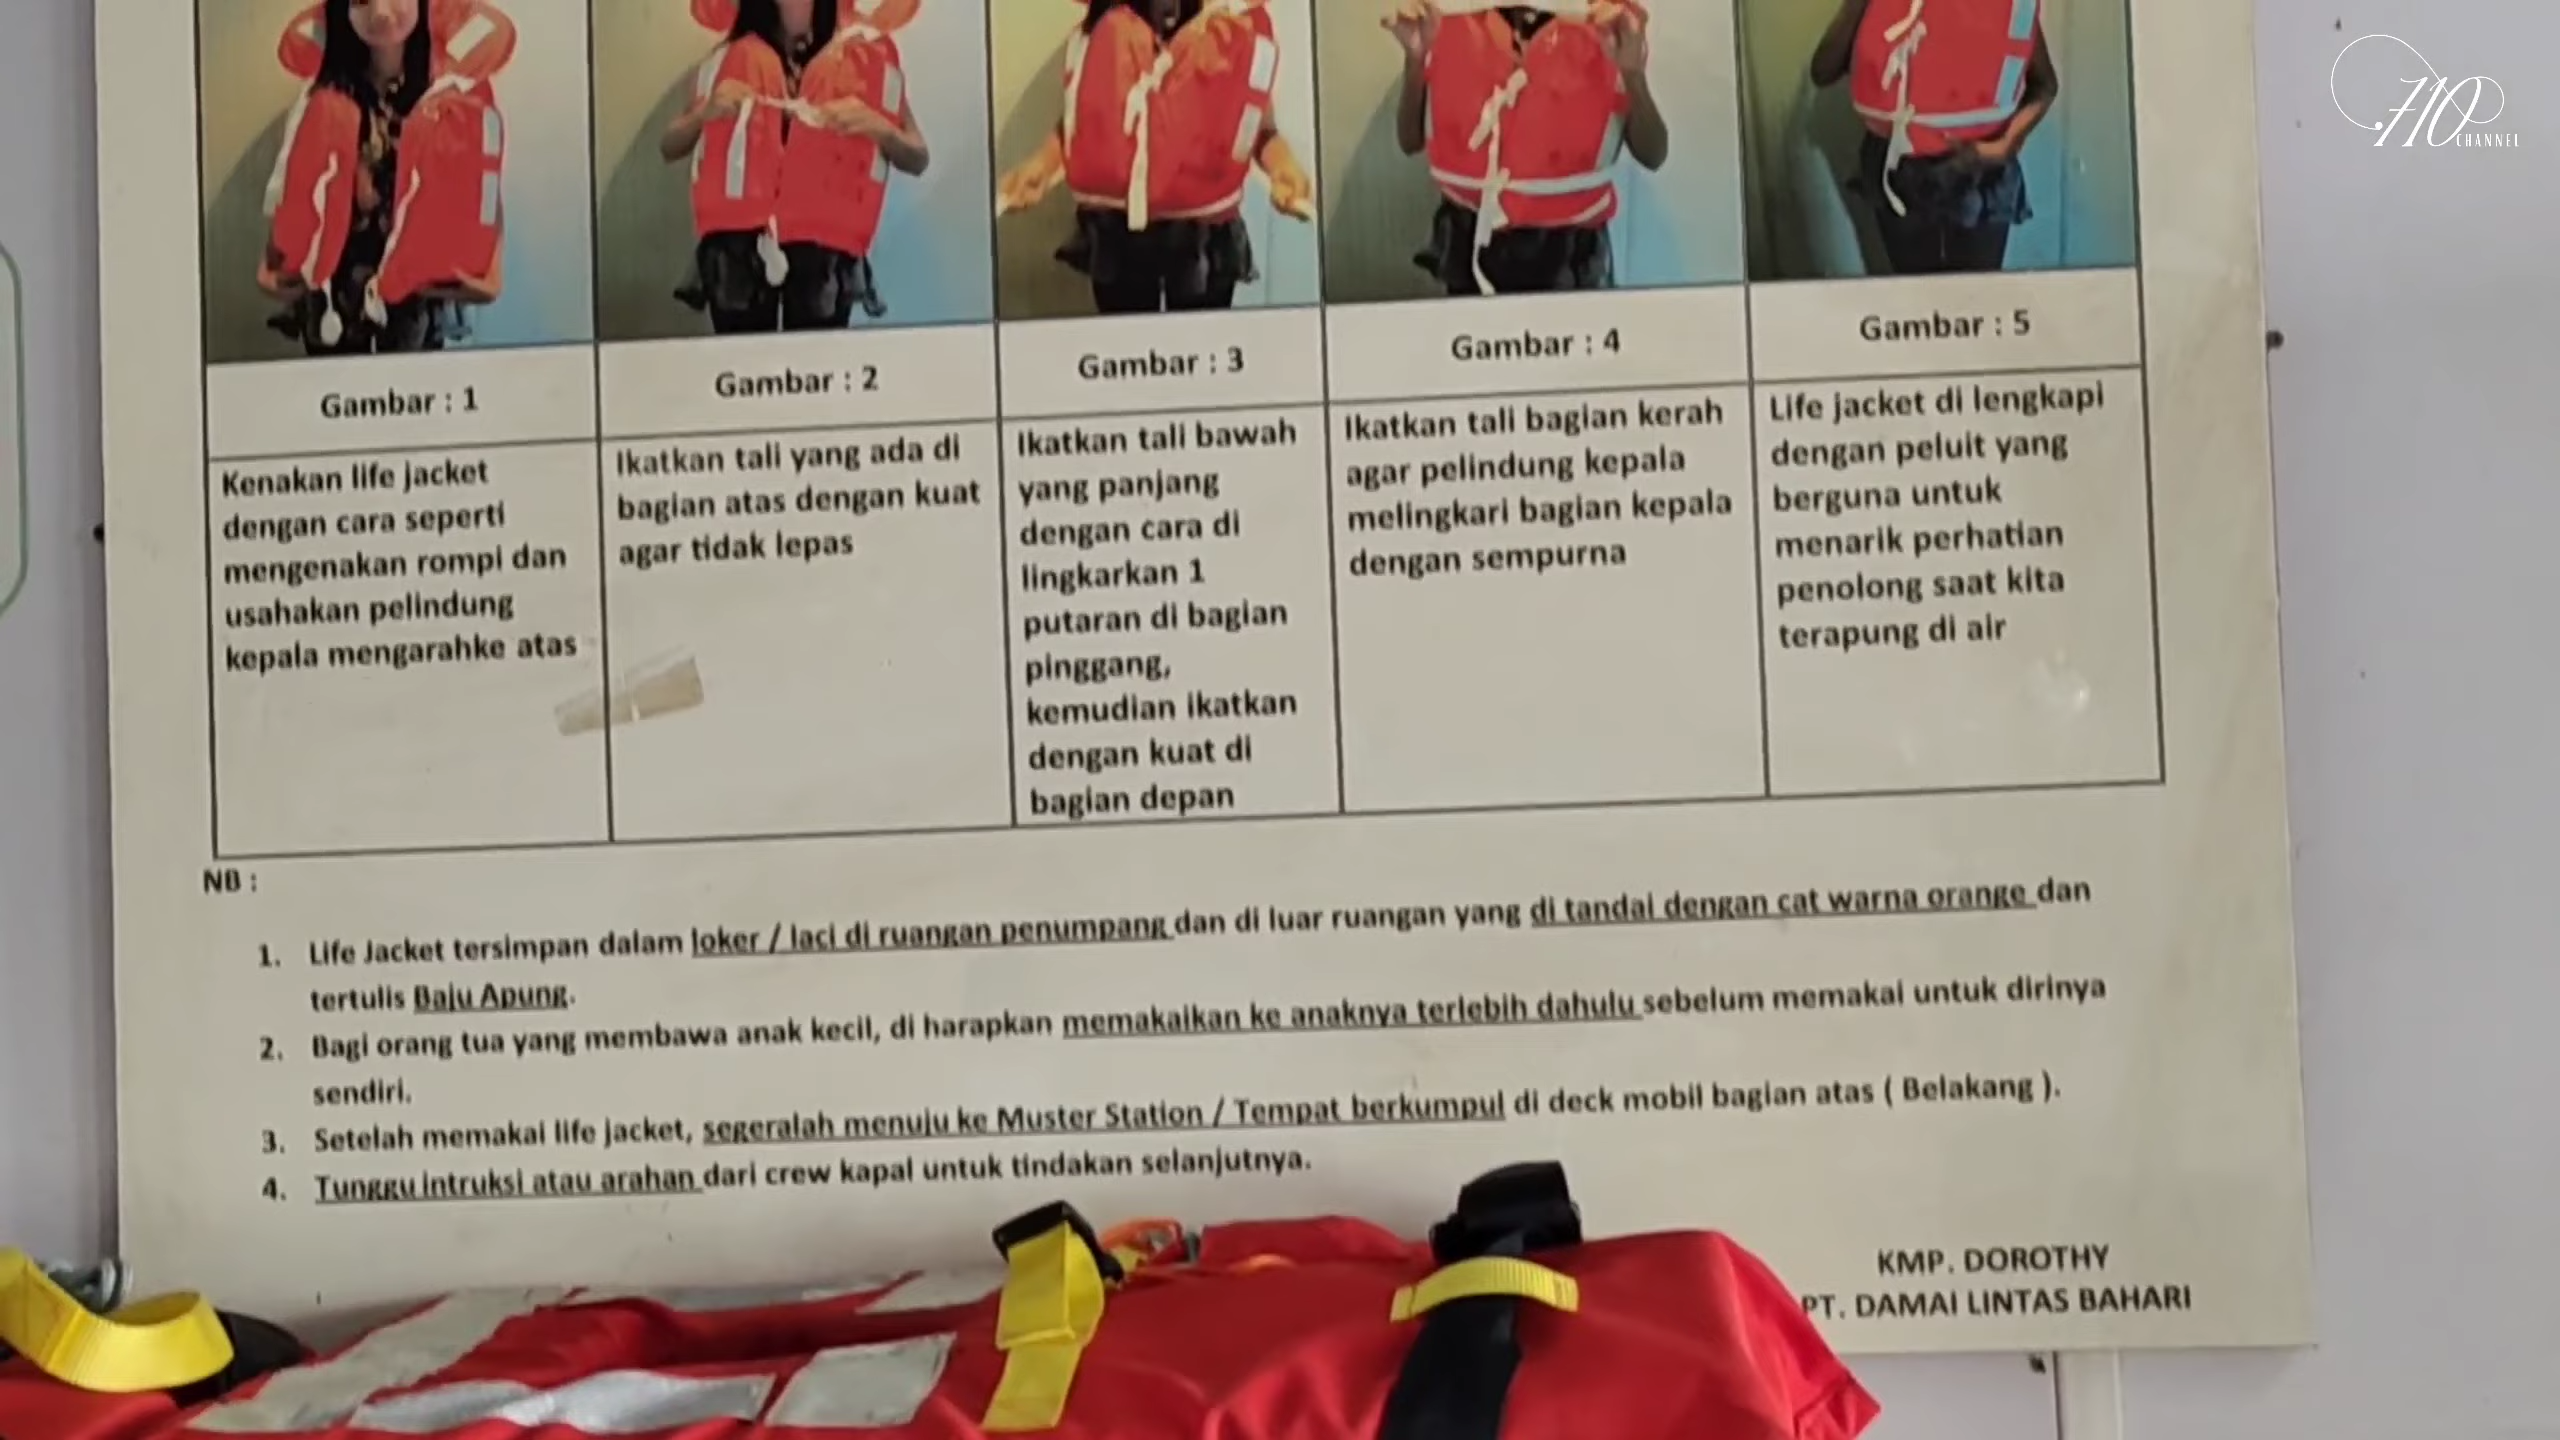 710
CHANNEL
Gambar : 1
Gambar : 2
Gambar : 3
Gambar : 4
Gambar : 5
Kenakan life jacket
dengan cara seperti
mengenakan rompi dan
usahakan pelindung
kepala mengarahke atas
Ikatkan tali yang ada di
bagian atas dengan kuat
agar tidak lepas
Ikatkan tali bawah
yang panjang
dengan cara di
lingkarkan 1
putaran di bagian
pinggang,
kemudian ikatkan
dengan kuat di
bagian depan
Ikatkan tali bagian kerah
agar pelindung kepala
melingkari bagian kepala
dengan sempurna
Life jacket di lengkapi
dengan peluit yang
berguna untuk
menarik perhatian
penolong saat kita
terapung di air
NB :
1. Life Jacket tersimpan dalam loker / laci di ruangan penumpang dan di luar ruangan yang di tandai dengan cat warna orange dan
tertulis Baju Apung.
2. Bagi orang tua yang membawa anak kecil, di harapkan memakaikan ke anaknya terlebih dahulu sebelum memakai untuk dirinya
sendiri.
3. Setelah memakai life jacket, segeralah menuju ke Muster Station / Tempat berkumpul di deck mobil bagian atas ( Belakang ).
4. Tunggu intruksi atau arahan dari crew kapal untuk tindakan selanjutnya.
KMP. DOROTHY
PT. DAMAI LINTAS BAHARI